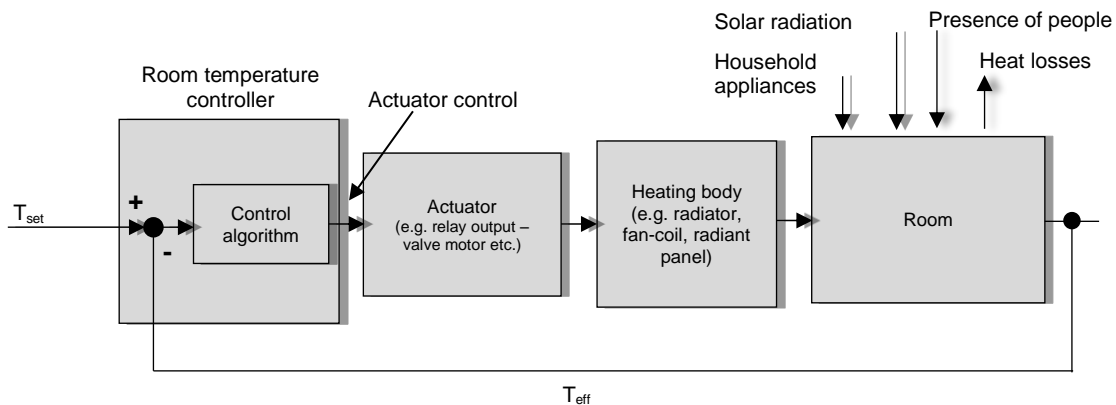 Solar radiation
Presence of people
Household
appliances
Heat losses
Room temperature
controller
Actuator control
T_set
+
-
Control
algorithm
Actuator
(e.g. relay output –
valve motor etc.)
Heating body
(e.g. radiator,
fan-coil, radiant
panel)
Room
T_eff